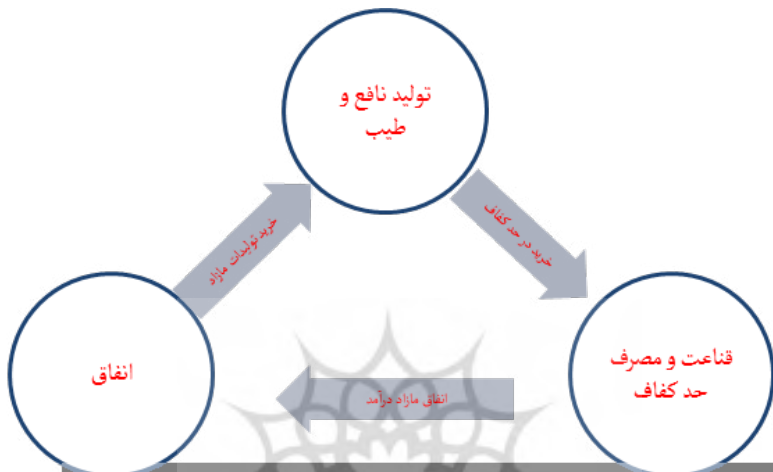 تولید نافع و
طیب
خرید تولیدات مازاد
خرید در حد کفاف
قناعت و مصرف
حد کفاف
انفاق مازاد درآمد
انفاق